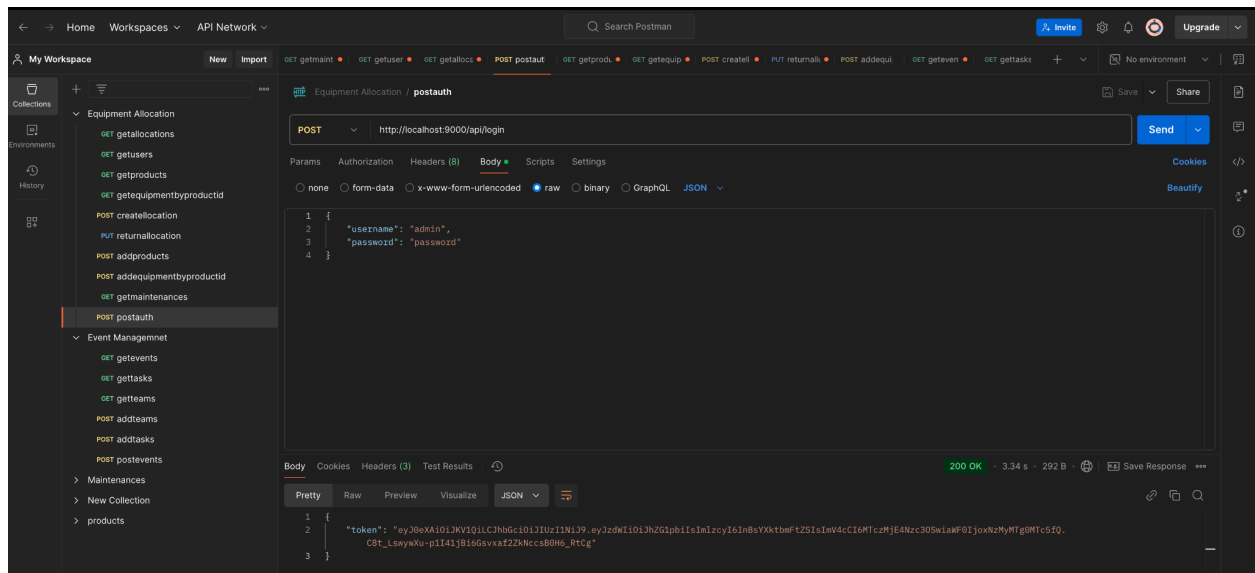 Home Workspaces API Network Search Postman Invite Upgrade
My Workspace New Import GET getmaint GET getuser GET getalloca POST postaut GET getprodu GET getequip POST createll PUT returnallc POST addequi GET geteven GET gettasks No environment
Collections
Environments
History
Equipment Allocation
GET getallocations
GET getusers
GET getproducts
GET getequipmentbyproductid
POST createllocation
PUT returnallocation
POST addproducts
POST addequipmentbyproductid
GET getmaintenances
POST postauth
Event Managemnet
GET getevents
GET gettasks
GET getteams
POST addteams
POST addtasks
POST postevents
Maintenances
New Collection
products
HTTP Equipment Allocation / postauth Save Share
POST http://localhost:9000/api/login Send
Params Authorization Headers (8) Body Scripts Settings Cookies
none form-data x-www-form-urlencoded raw binary GraphQL JSON Beautify
1 {
2 "username": "admin",
3 "password": "password"
4 }
Body Cookies Headers (3) Test Results 200 OK 3.34 s 292 B Save Response
Pretty Raw Preview Visualize JSON
1 {
2 "token":
3 }